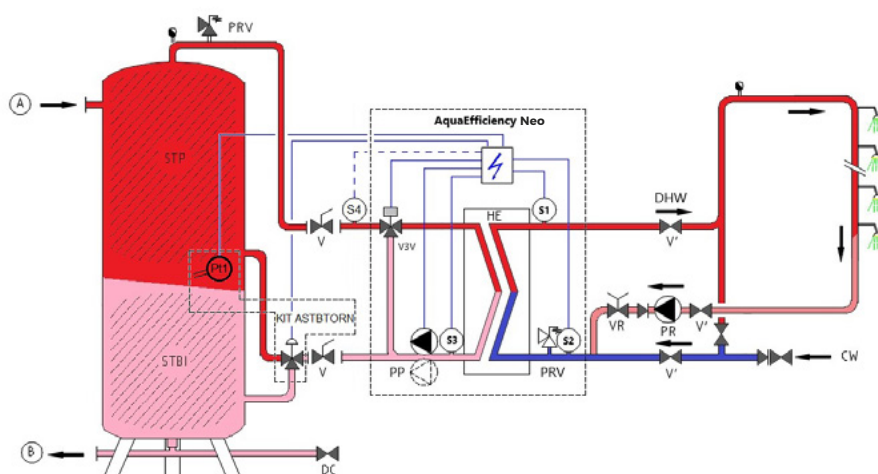 PRV
A
AquaEfficiency Neo
STP
S4
V
V3V
HE
S1
DHW
V'
Pt1
KIT ASTBTORN
V
STBI
PP
S3
PRV
S2
VR
PR
V'
V'
CW
B
DC